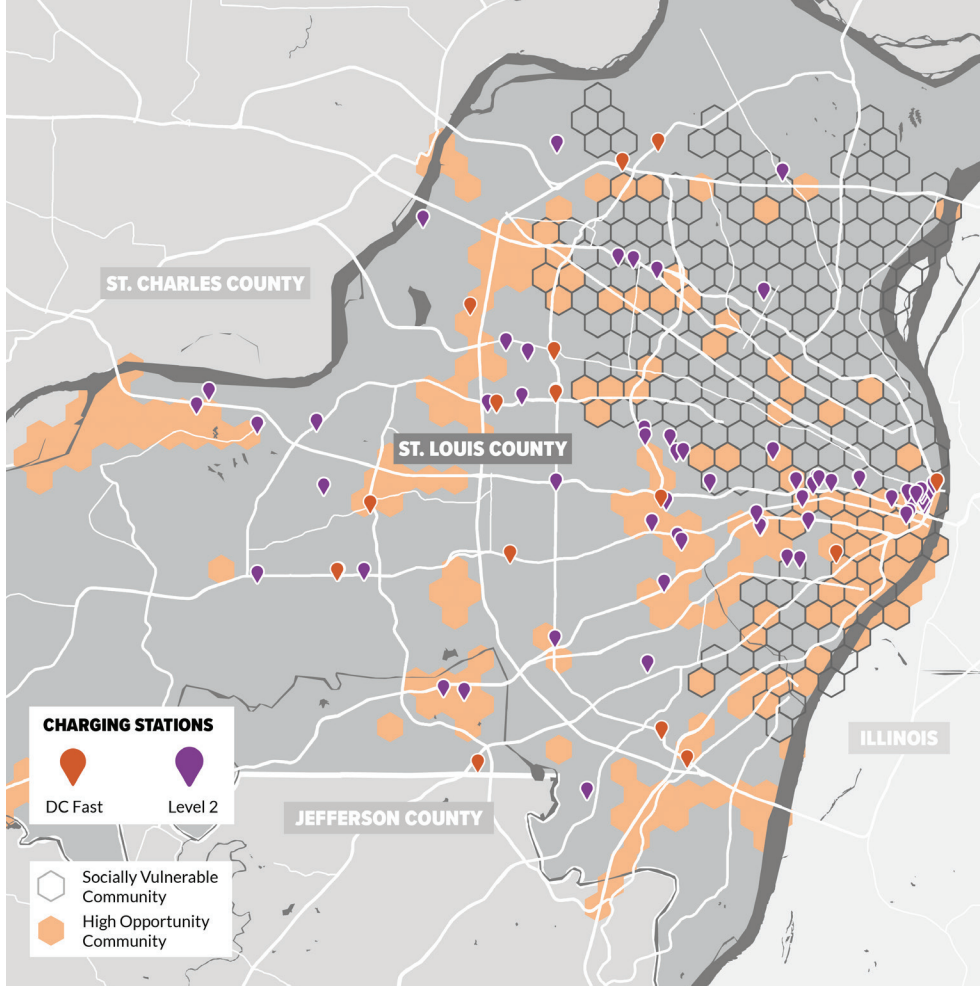 ST. CHARLES COUNTY
ST. LOUIS COUNTY
CHARGING STATIONS
DC Fast
Level 2
ILLINOIS
JEFFERSON COUNTY
Socially Vulnerable
Community
High Opportunity
Community